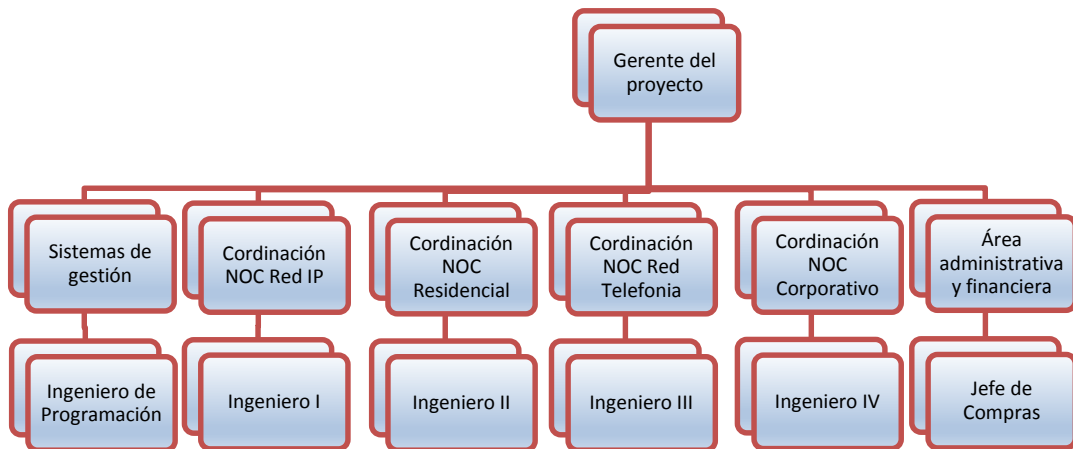 Gerente del
proyecto
Sistemas de
gestión
Cordinación
NOC Red IP
Cordinación
NOC
Residencial
Cordinación
NOC Red
Telefonia
Cordinación
NOC
Corporativo
Área
administrativa
y financiera
Ingeniero de
Programación
Ingeniero I
Ingeniero II
Ingeniero III
Ingeniero IV
Jefe de
Compras